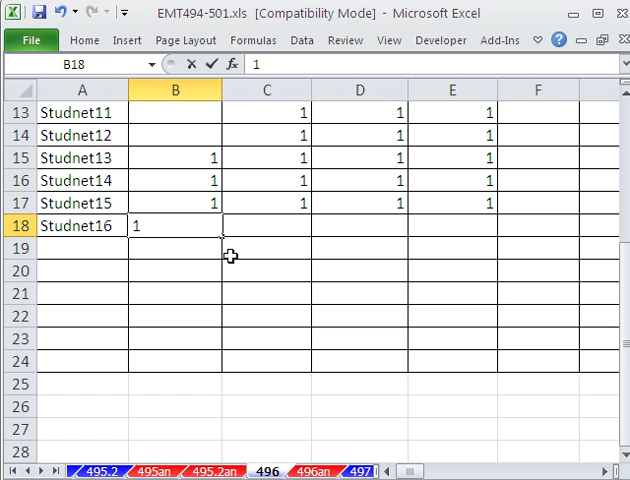 EMT494-501.xls [Compatibility Mode] - Microsoft Excel
File Home Insert Page Layout Formulas Data Review View Developer Add-Ins
B18 fx 1
A B C D E F
13 Studnet11 1 1 1
14 Studnet12 1 1 1
15 Studnet13 1 1 1 1
16 Studnet14 1 1 1 1
17 Studnet15 1 1 1 1
18 Studnet16 1
19
20
21
22
23
24
25
26
27
28
495.2 495an 495.2an 496 496an 497